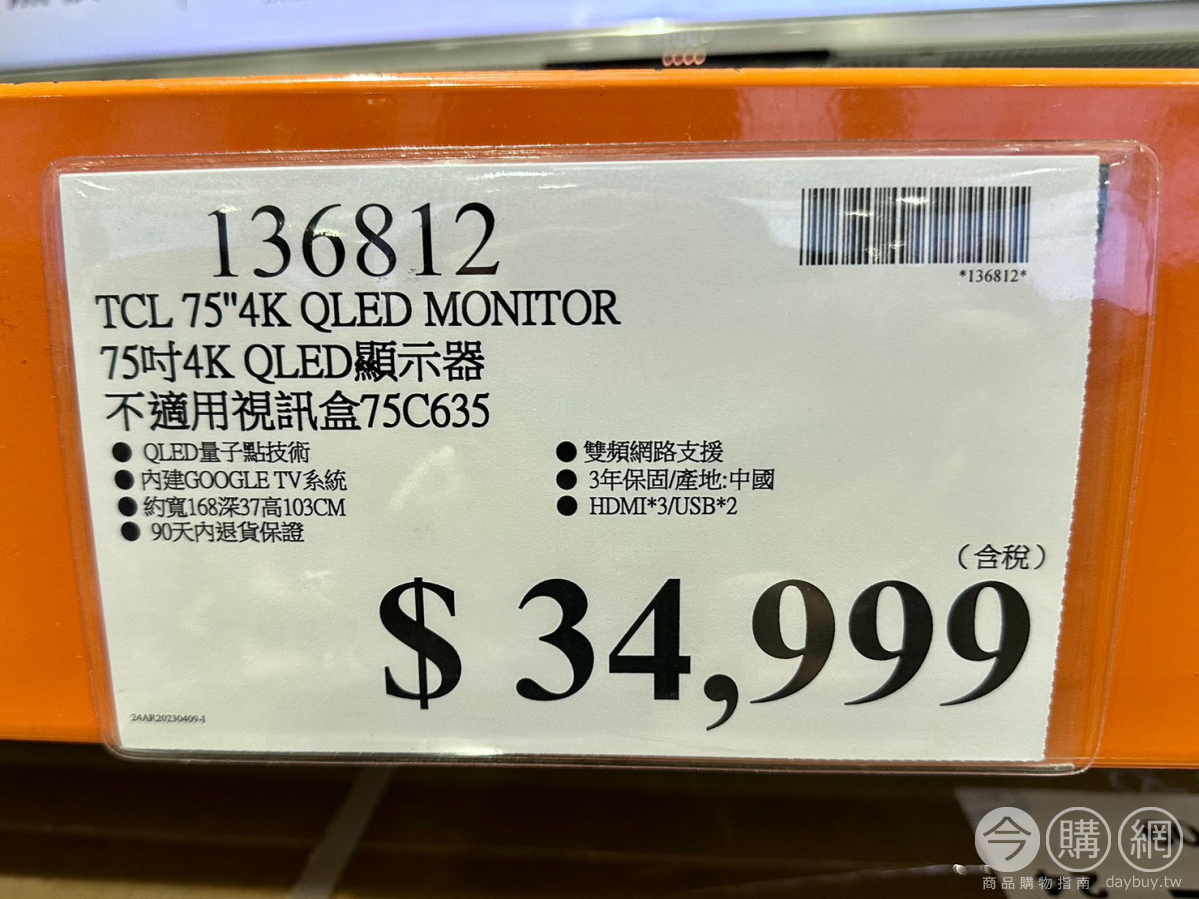 136812
*136812*
TCL 75"4K QLED MONITOR
75吋4K QLED顯示器
不適用視訊盒75C635
● QLED量子點技術
● 內建GOOGLE TV系統
● 約寬168深37高103CM
● 90天內退貨保證
● 雙頻網路支援
● 3年保固/產地:中國
● HDMI*3/USB*2
(含稅)
$ 34,999
24AR20230409-1
今購網
商品購物指南 daybuy.tw